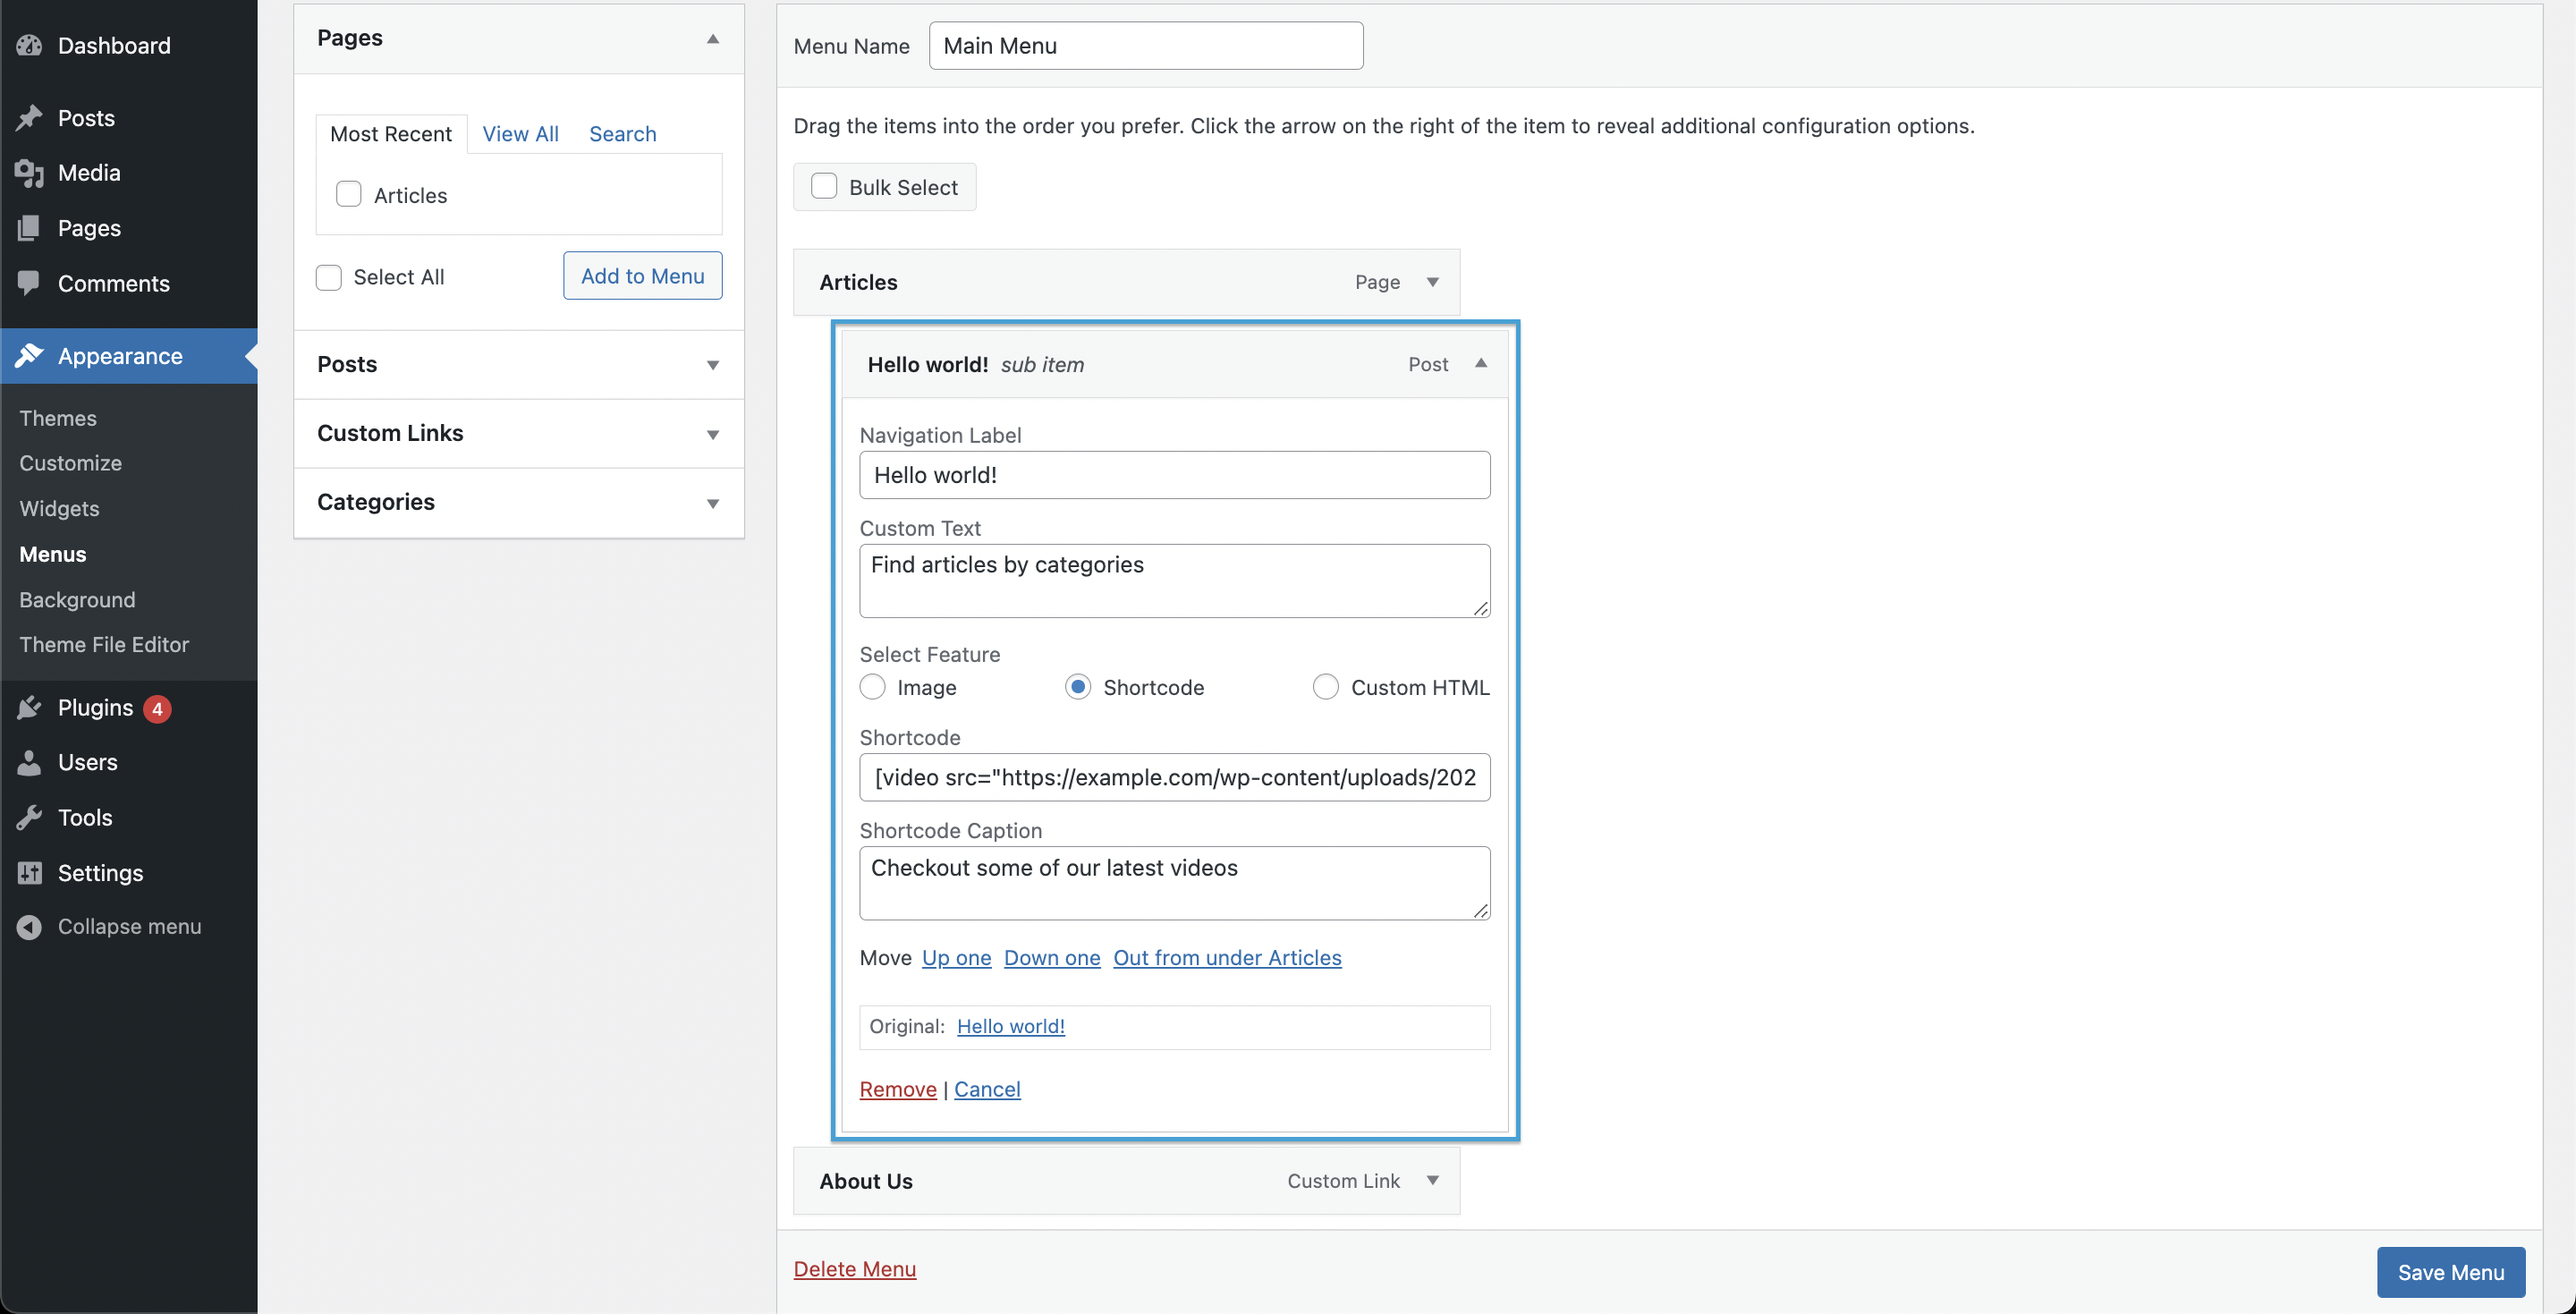 Dashboard
Posts
Media
Pages
Comments
Appearance
Themes
Customize
Widgets
Menus
Background
Theme File Editor
Plugins 4
Users
Tools
Settings
Collapse menu
Pages
Most Recent View All Search
Articles
Select All Add to Menu
Posts
Custom Links
Categories
Menu Name Main Menu
Drag the items into the order you prefer. Click the arrow on the right of the item to reveal additional configuration options.
Bulk Select
Articles Page
Hello world! sub item Post
Navigation Label
Hello world!
Custom Text
Find articles by categories
Select Feature
Image Shortcode Custom HTML
Shortcode
[video src="https://example.com/wp-content/uploads/202
Shortcode Caption
Checkout some of our latest videos
Move Up one Down one Out from under Articles
Original: Hello world!
Remove | Cancel
About Us Custom Link
Delete Menu Save Menu